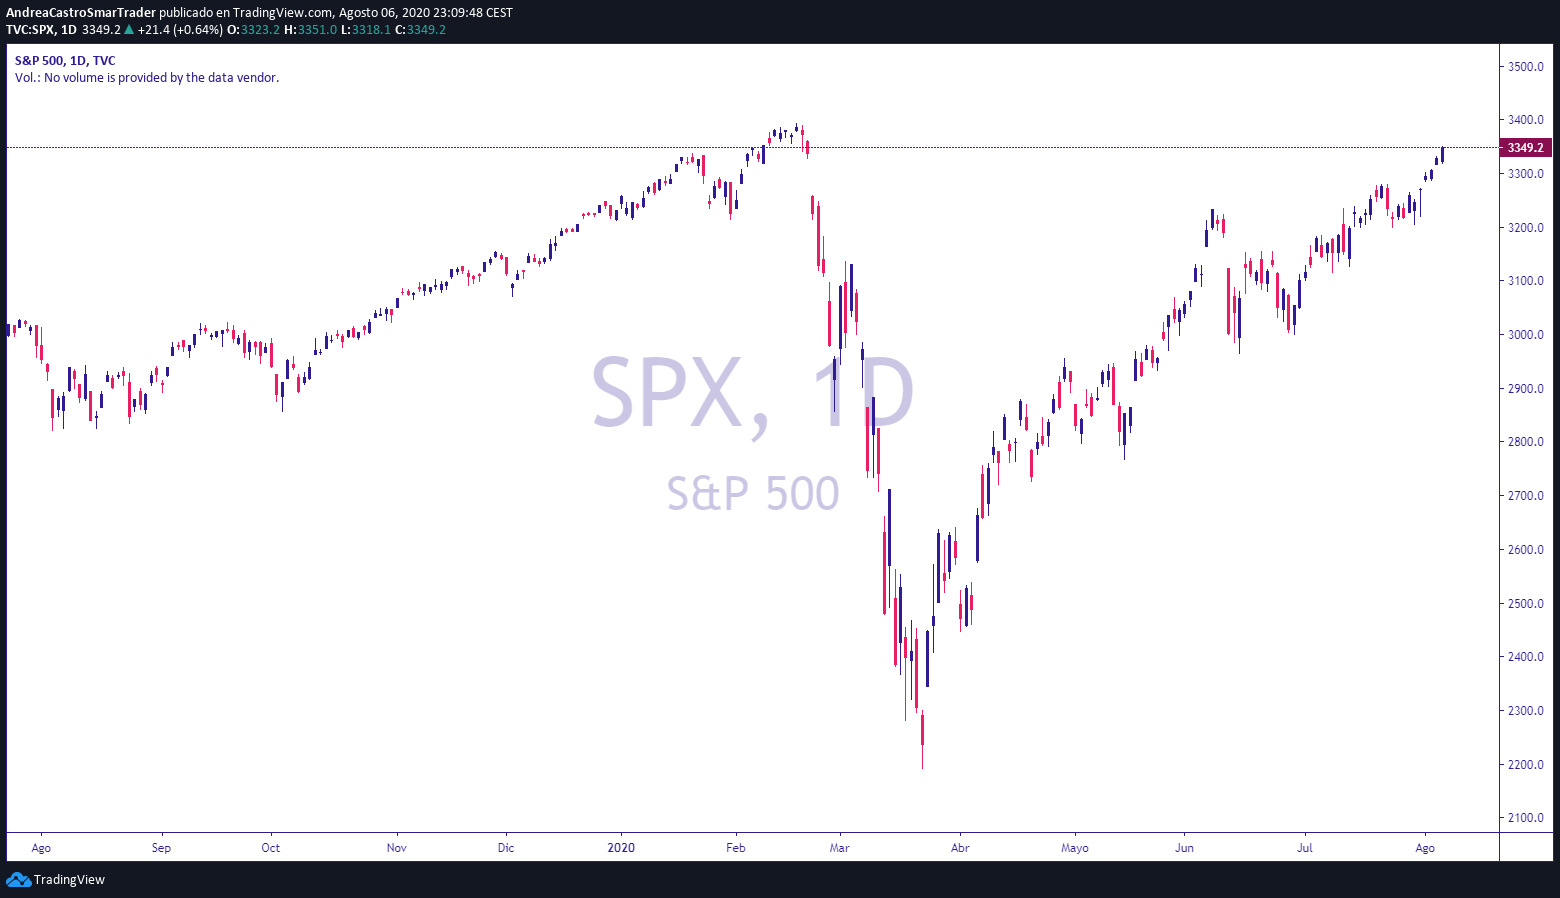 AndreaCastroSmarTrader publicado en TradingView.com, Agosto 06, 2020 23:09:48 CEST
TVC:SPX, 1D 3349.2 ▲ +21.4 (+0.64%) O:3323.2 H:3351.0 L:3318.1 C:3349.2
S&P 500, 1D, TVC
Vol.: No volume is provided by the data vendor.
SPX, 1D
S&P 500
3500.0
3400.0
3349.2
3300.0
3200.0
3100.0
3000.0
2900.0
2800.0
2700.0
2600.0
2500.0
2400.0
2300.0
2200.0
2100.0
Ago Sep Oct Nov Dic 2020 Feb Mar Abr Mayo Jun Jul Ago
TradingView